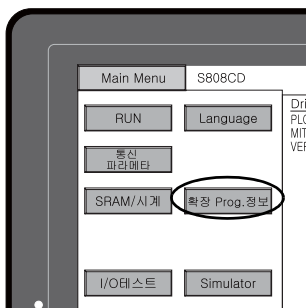 Main Menu
S808CD
RUN
Language
통신
파라메타
SRAM/시계
확장 Prog.정보
I/O테스트
Simulator